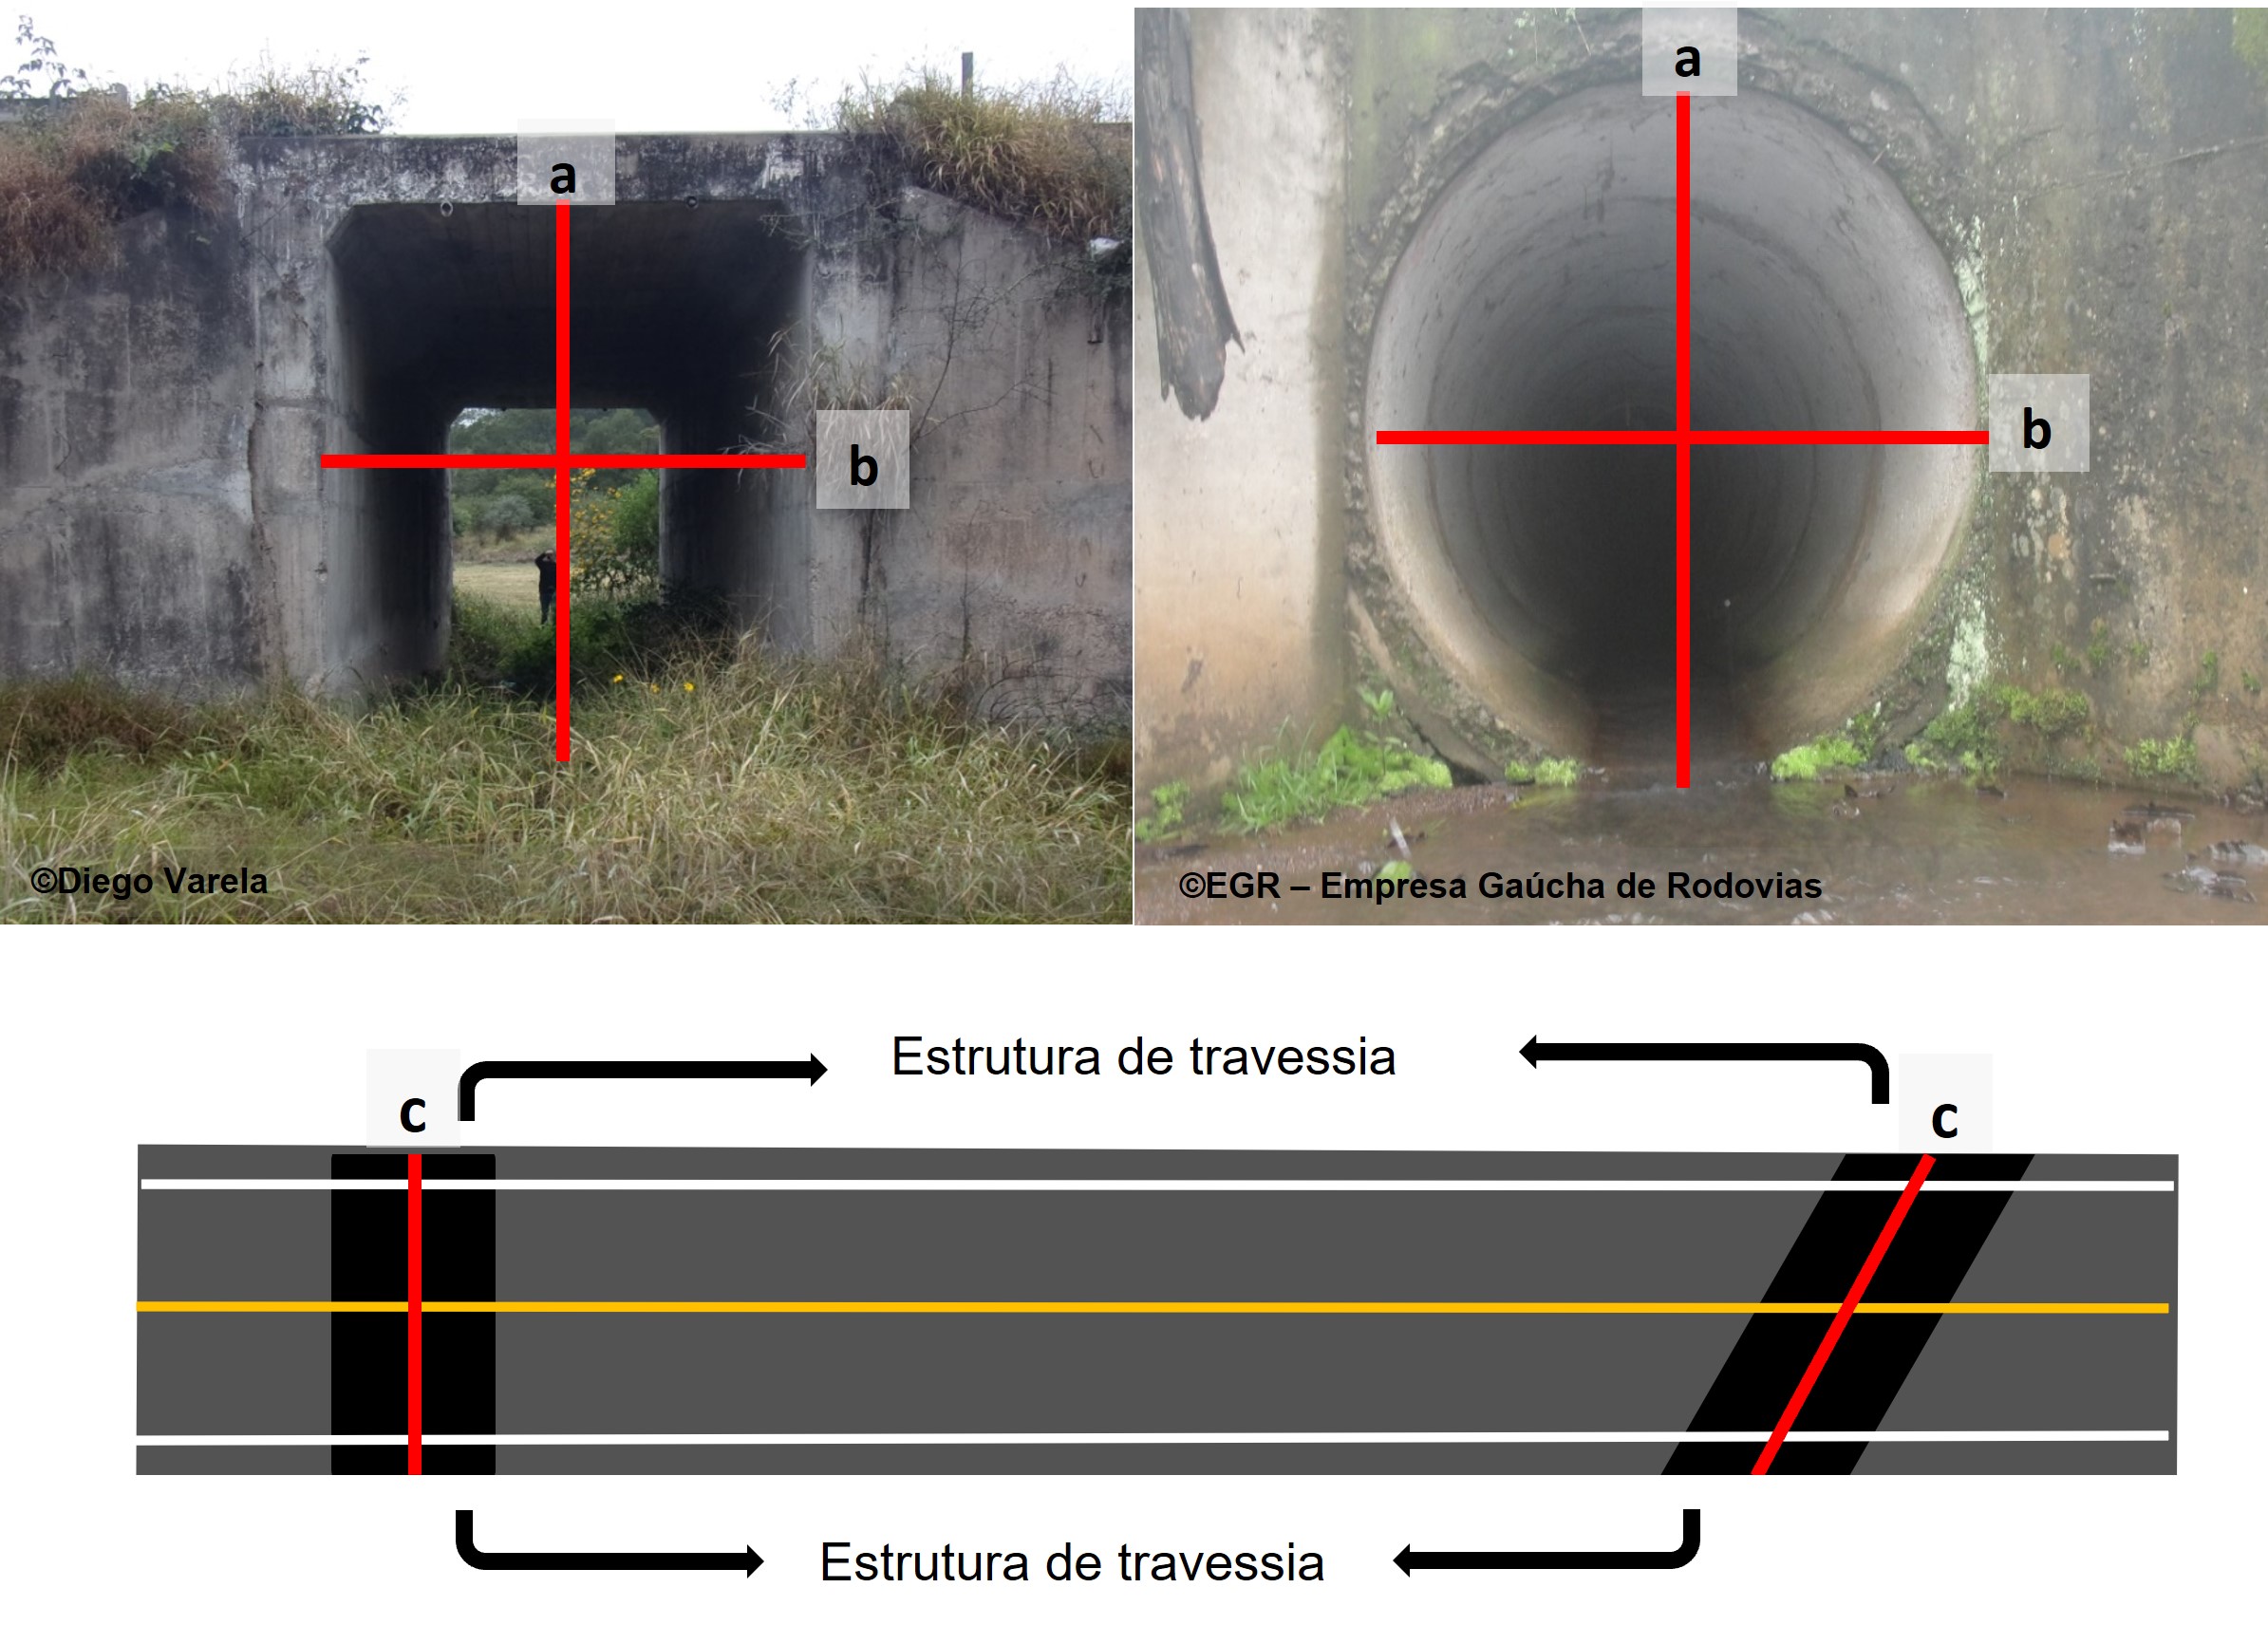 a
b
©Diego Varela
a
b
©EGR – Empresa Gaúcha de Rodovias
Estrutura de travessia
c
c
Estrutura de travessia